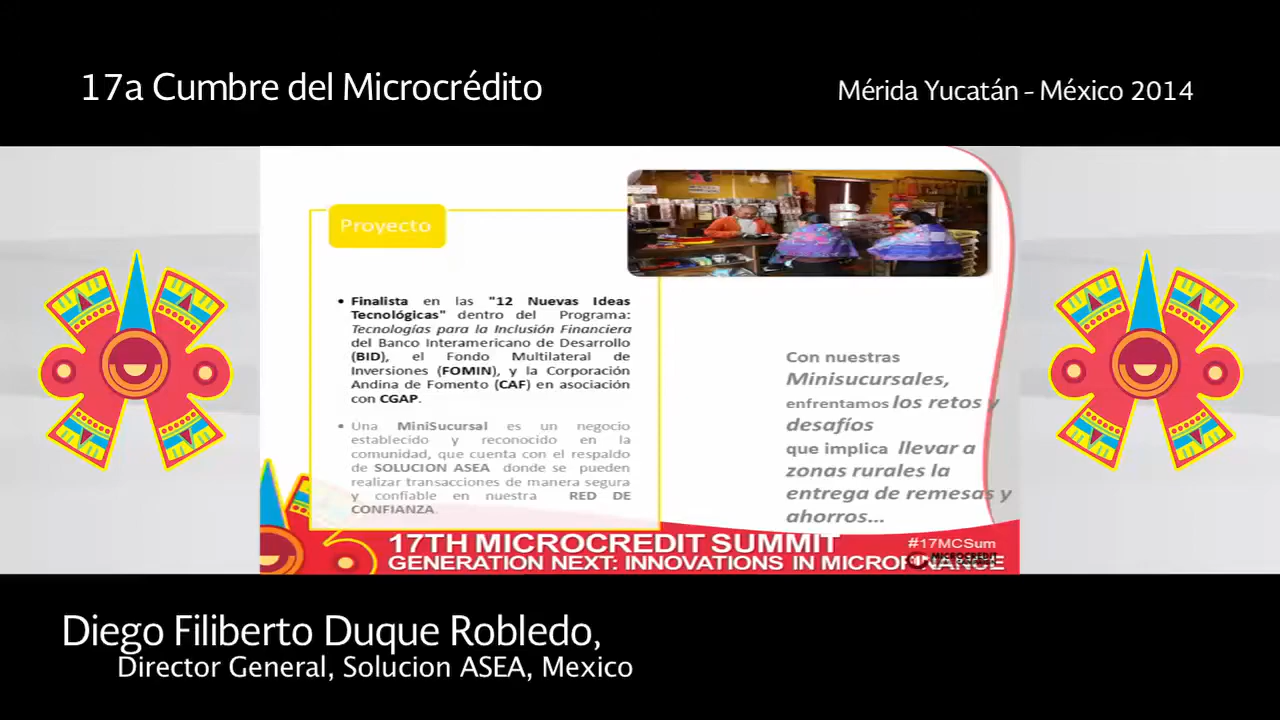 17a Cumbre del Microcrédito
Mérida Yucatán - México 2014
Proyecto
• Finalista en las "12 Nuevas Ideas
Tecnológicas" dentro del Programa:
Tecnologías para la Inclusión Financiera
del Banco Interamericano de Desarrollo
(BID), el Fondo Multilateral de
Inversiones (FOMIN), y la Corporación
Andina de Fomento (CAF) en asociación
con CGAP.
• Una MiniSucursal es un negocio
establecido y reconocido en la
comunidad, que cuenta con el respaldo
de SOLUCION ASEA donde se pueden
realizar transacciones de manera segura
y confiable en nuestra RED DE
CONFIANZA.
Con nuestras
Minisucursales,
enfrentamos los retos y
desafíos
que implica llevar a
zonas rurales la
entrega de remesas y
ahorros...
17TH MICROCREDIT SUMMIT
#17MCSum
GENERATION NEXT: INNOVATIONS IN MICROFINANCE
MICROCREDIT
Diego Filiberto Duque Robledo,
Director General, Solucion ASEA, Mexico